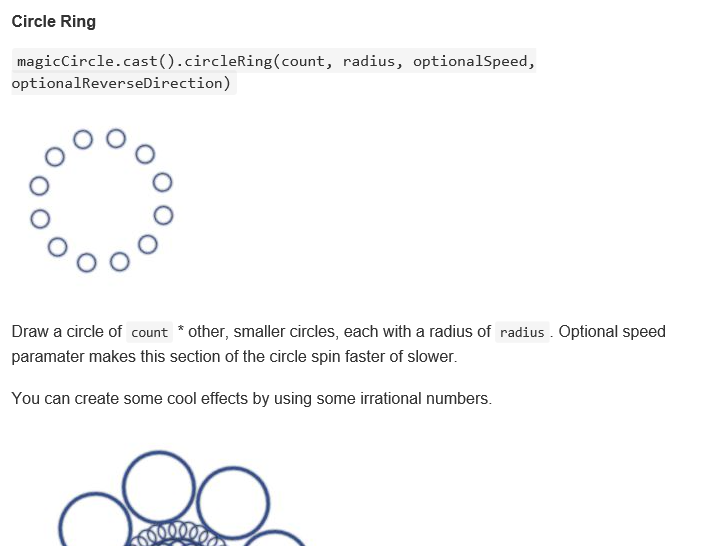 Circle Ring
magicCircle.cast().circleRing(count, radius, optionalSpeed,
optionalReverseDirection)
Draw a circle of count * other, smaller circles, each with a radius of radius . Optional speed
paramater makes this section of the circle spin faster of slower.
You can create some cool effects by using some irrational numbers.